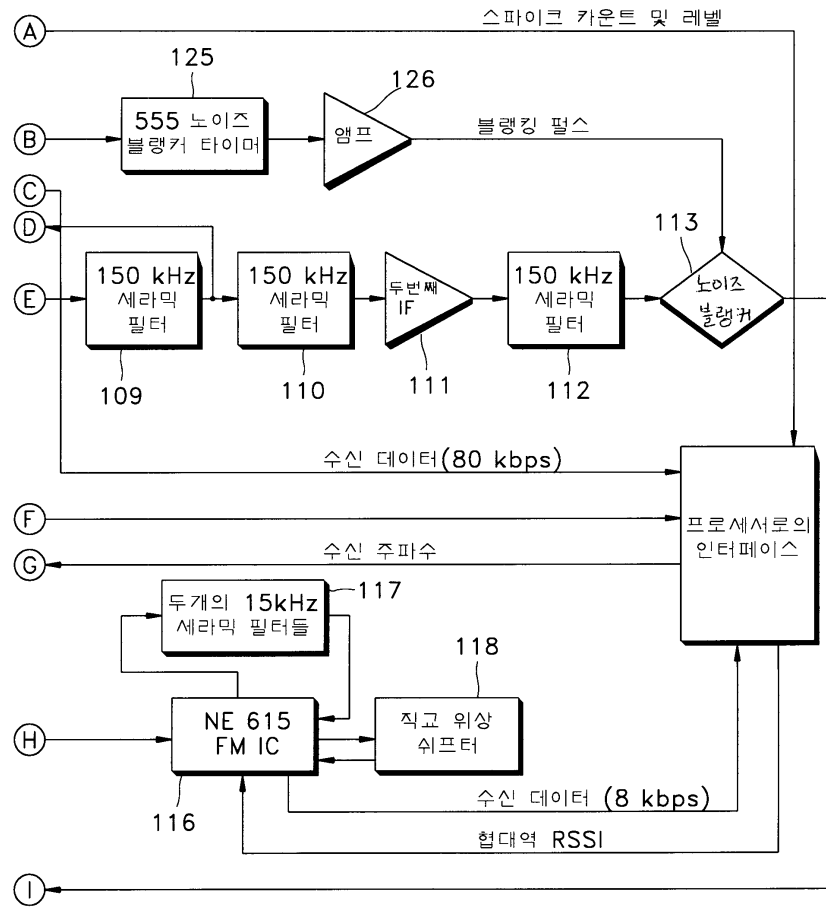 스파이크 카운트 및 레벨
A
125
126
555 노이즈
블랭커 타이머
앰프
블랭킹 펄스
B
C
D
113
E
150 kHz
세라믹
필터
150 kHz
세라믹
필터
두번째
IF
150 kHz
세라믹
필터
노이즈
블랭커
109
110
111
112
수신 데이터(80 kbps)
F
프로세서로의
인터페이스
수신 주파수
G
두개의 15kHz
세라믹 필터들
117
118
H
NE 615
FM IC
직교 위상
쉬프터
116
수신 데이터 (8 kbps)
협대역 RSSI
I